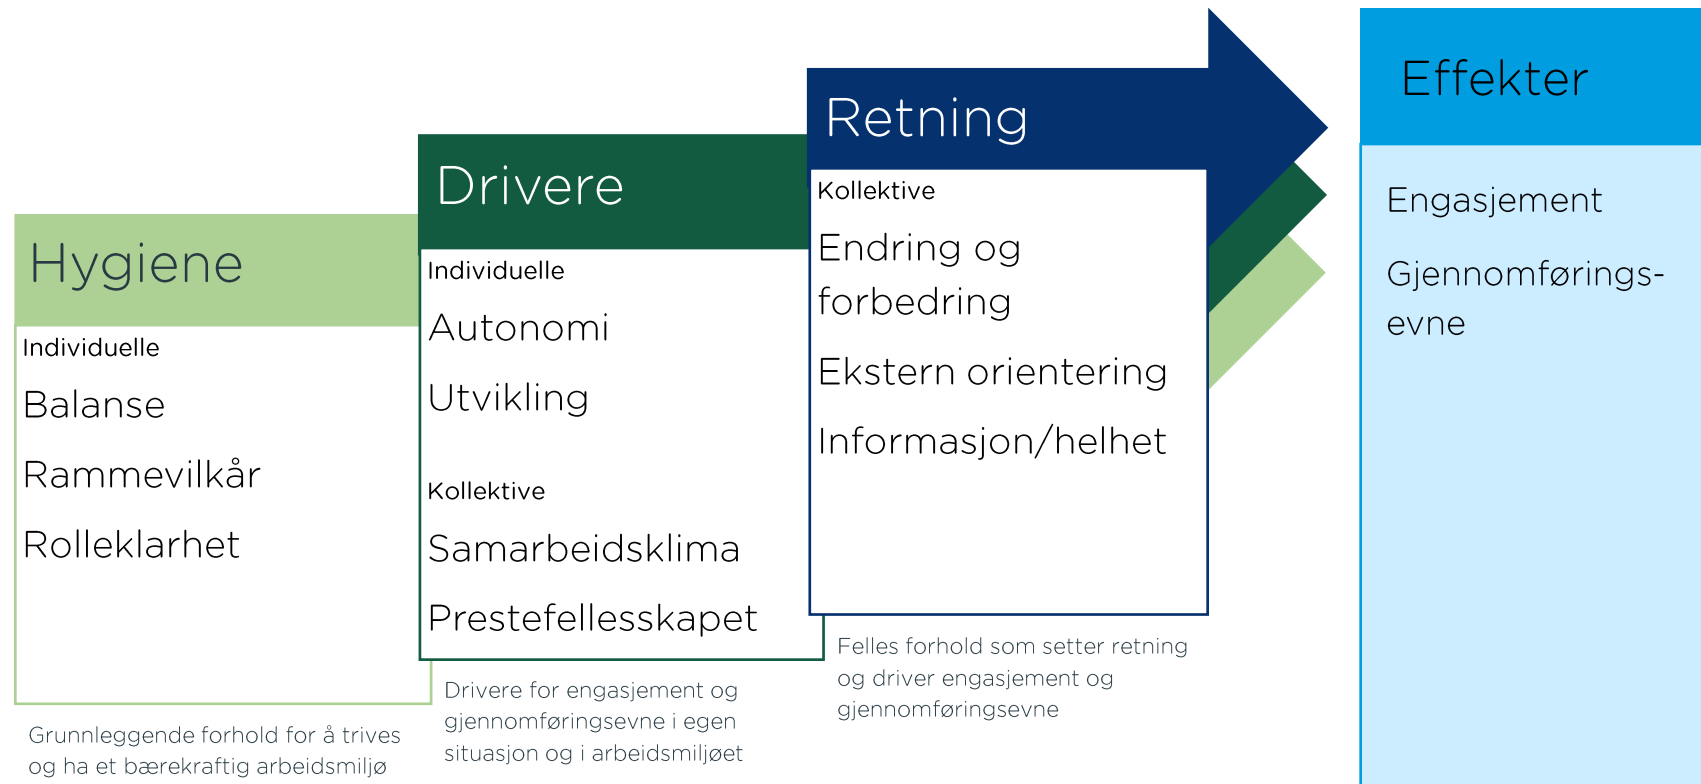 Hygiene
Individuelle
Balanse
Rammevilkår
Rolleklarhet
Grunnleggende forhold for å trives
og ha et bærekraftig arbeidsmiljø
Drivere
Individuelle
Autonomi
Utvikling
Kollektive
Samarbeidsklima
Prestefellesskapet
Drivere for engasjement og
gjennomføringsevne i egen
situasjon og i arbeidsmiljøet
Retning
Kollektive
Endring og
forbedring
Ekstern orientering
Informasjon/helhet
Felles forhold som setter retning
og driver engasjement og
gjennomføringsevne
Effekter
Engasjement
Gjennomførings-
evne